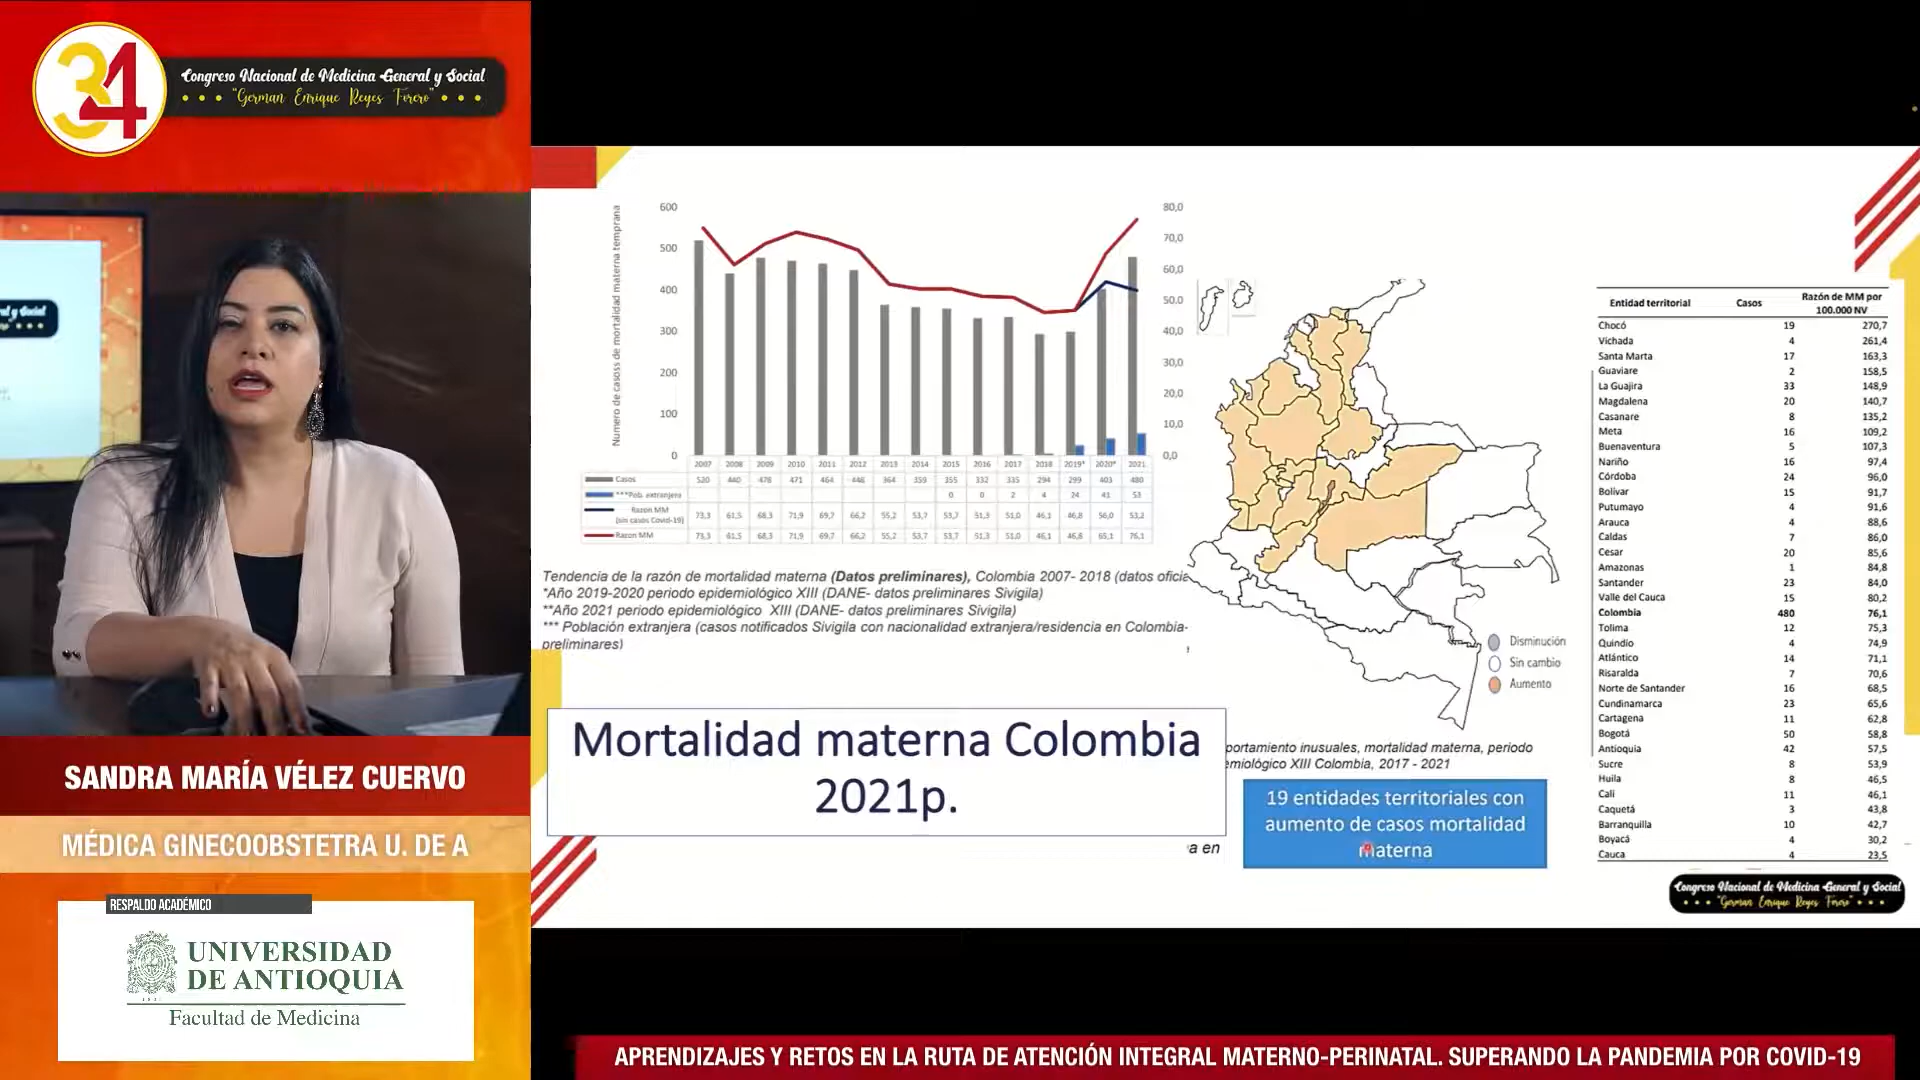 34
Congreso Nacional de Medicina General y Social
"German Enrique Reyes Forero"
SANDRA MARÍA VÉLEZ CUERVO
MÉDICA GINECOOBSTETRA U. DE A
RESPALDO ACADÉMICO
UNIVERSIDAD
DE ANTIOQUIA
Facultad de Medicina
Numero de casoss de mortalidad materna temprana
600
500
400
300
200
100
0
80,0
70,0
60,0
50,0
40,0
30,0
20,0
10,0
0,0
2007 2008 2009 2010 2011 2012 2013 2014 2015 2016 2017 2018 2019* 2020* 2021
Casos 520 440 478 471 464 448 364 359 355 332 335 294 299 403 480
***Pob. extranjera 0 0 2 4 24 41 53
Razon MM
(sin casos Covid-19) 73,3 61,5 68,3 71,9 69,7 66,2 55,2 53,7 53,7 51,3 51,0 46,1 46,8 56,0 53,2
Razon MM 73,3 61,5 68,3 71,9 69,7 66,2 55,2 53,7 53,7 51,3 51,0 46,1 46,8 65,1 76,1
Tendencia de la razón de mortalidad materna (Datos preliminares), Colombia 2007- 2018 (datos oficia
*Año 2019-2020 periodo epidemiológico XIII (DANE- datos preliminares Sivigila)
**Año 2021 periodo epidemiológico XIII (DANE- datos preliminares Sivigila)
*** Población extranjera (casos notificados Sivigila con nacionalidad extranjera/residencia en Colombia-
preliminares)
Mortalidad materna Colombia
2021p.
a en
Disminución
Sin cambio
Aumento
portamiento inusuales, mortalidad materna, periodo
emiológico XIII Colombia, 2017 - 2021
19 entidades territoriales con
aumento de casos mortalidad
materna
Entidad territorial Casos Razón de MM por
100.000 NV
Chocó 19 270,7
Vichada 4 261,4
Santa Marta 17 163,3
Guaviare 2 158,5
La Guajira 33 148,9
Magdalena 20 140,7
Casanare 8 135,2
Meta 16 109,2
Buenaventura 5 107,3
Nariño 16 97,4
Córdoba 24 96,0
Bolívar 15 91,7
Putumayo 4 91,6
Arauca 4 88,6
Caldas 7 86,0
Cesar 20 85,6
Amazonas 1 84,8
Santander 23 84,0
Valle del Cauca 15 80,2
Colombia 480 76,1
Tolima 12 75,3
Quindío 4 74,9
Atlántico 14 71,1
Risaralda 7 70,6
Norte de Santander 16 68,5
Cundinamarca 23 65,6
Cartagena 11 62,8
Bogotá 50 58,8
Antioquia 42 57,5
Sucre 8 53,9
Huila 8 46,5
Cali 11 46,1
Caquetá 3 43,8
Barranquilla 10 42,7
Boyacá 4 30,2
Cauca 4 23,5
Congreso Nacional de Medicina General y Social
"German Enrique Reyes Forero"
APRENDIZAJES Y RETOS EN LA RUTA DE ATENCIÓN INTEGRAL MATERNO-PERINATAL. SUPERANDO LA PANDEMIA POR COVID-19